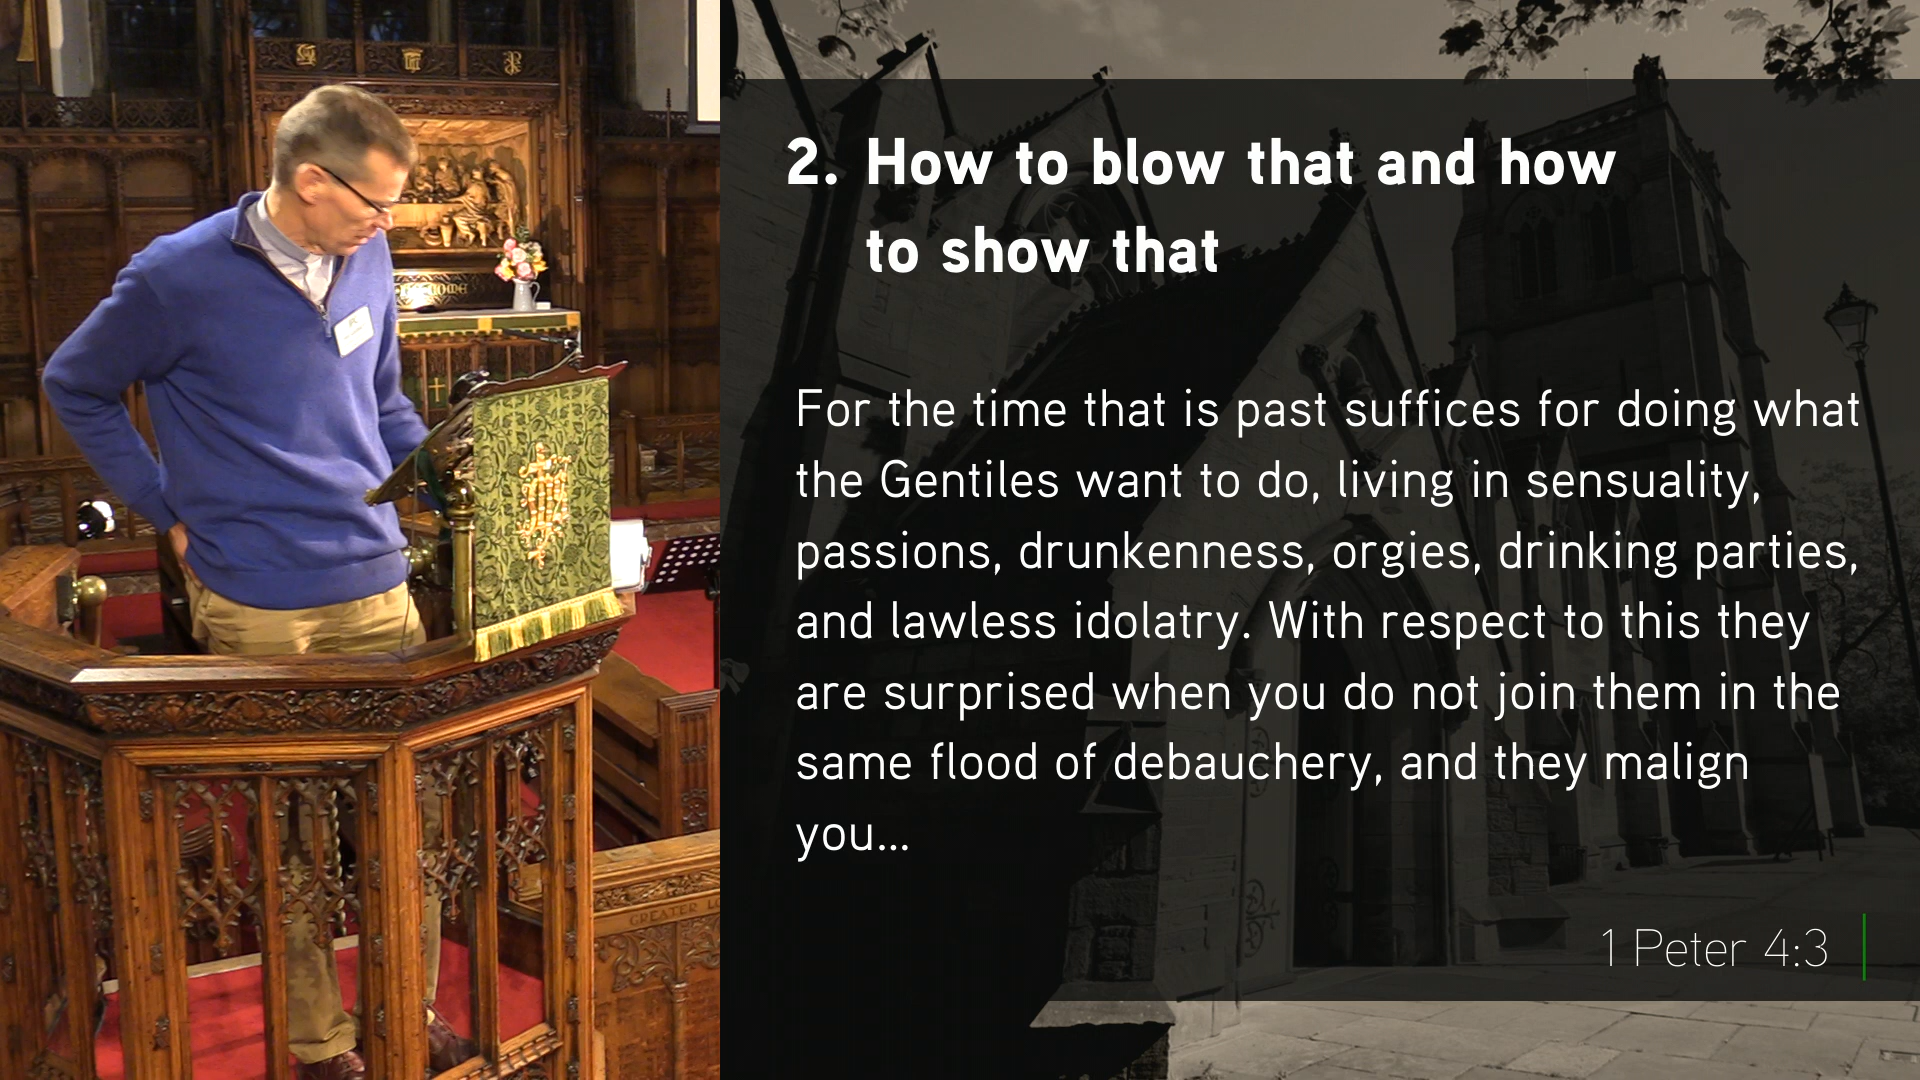 2. How to blow that and how
to show that
For the time that is past suffices for doing what
the Gentiles want to do, living in sensuality,
passions, drunkenness, orgies, drinking parties,
and lawless idolatry. With respect to this they
are surprised when you do not join them in the
same flood of debauchery, and they malign
you...
1 Peter 4:3
GREATER